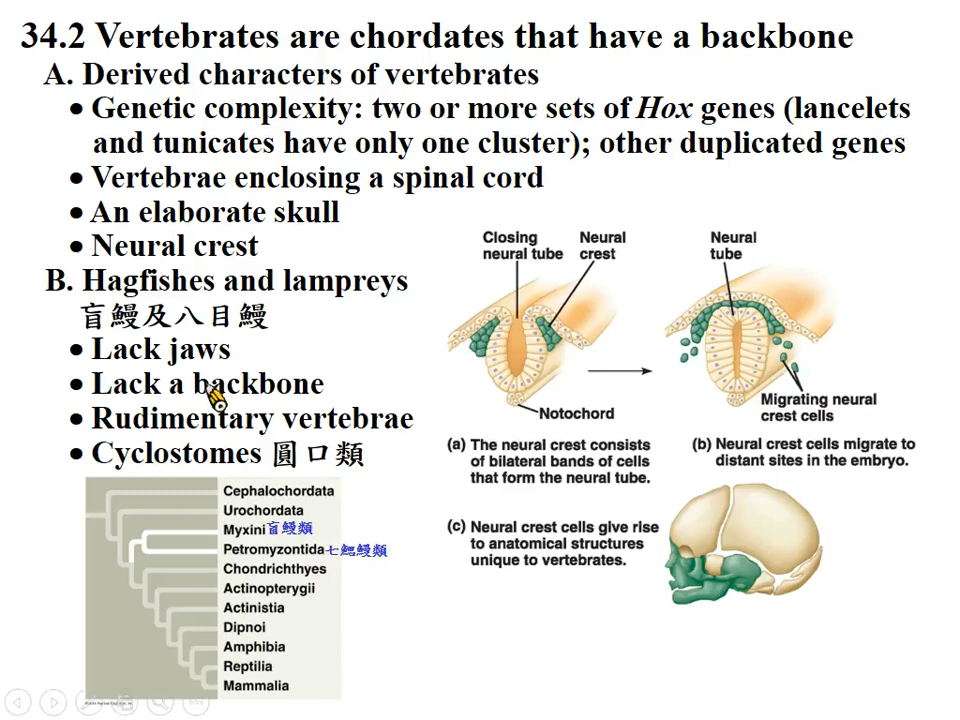 34.2 Vertebrates are chordates that have a backbone
A. Derived characters of vertebrates
• Genetic complexity: two or more sets of Hox genes (lancelets
and tunicates have only one cluster); other duplicated genes
• Vertebrae enclosing a spinal cord
• An elaborate skull
• Neural crest
B. Hagfishes and lampreys
盲鰻及八目鰻
• Lack jaws
• Lack a backbone
• Rudimentary vertebrae
• Cyclostomes 圓口類
Cephalochordata
Urochordata
Myxini盲鰻類
Petromyzontida七鰓鰻類
Chondrichthyes
Actinopterygii
Actinistia
Dipnoi
Amphibia
Reptilia
Mammalia
Closing
neural tube
Neural
crest
Notochord
(a) The neural crest consists
of bilateral bands of cells
that form the neural tube.
Neural
tube
Migrating neural
crest cells
(b) Neural crest cells migrate to
distant sites in the embryo.
(c) Neural crest cells give rise
to anatomical structures
unique to vertebrates.